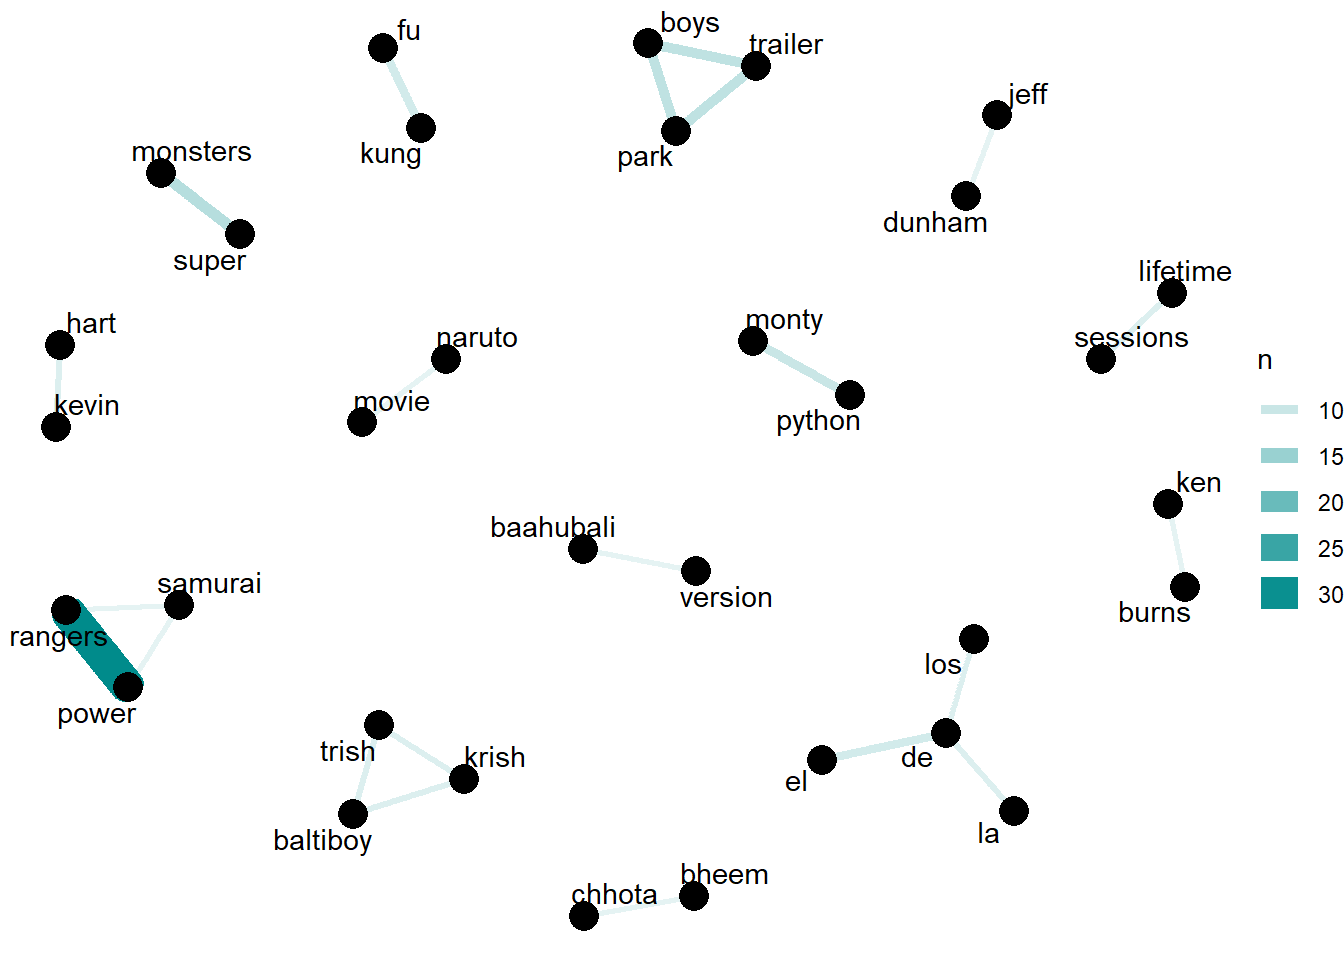 boys
fu
trailer
jeff
monsters
kung
park
dunham
super
lifetime
hart
naruto
monty
sessions
n
kevin
movie
python
10
15
ken
20
baahubali
25
samurai
version
burns
30
rangers
los
power
trish
krish
de
el
baltiboy
la
bheem
chhota